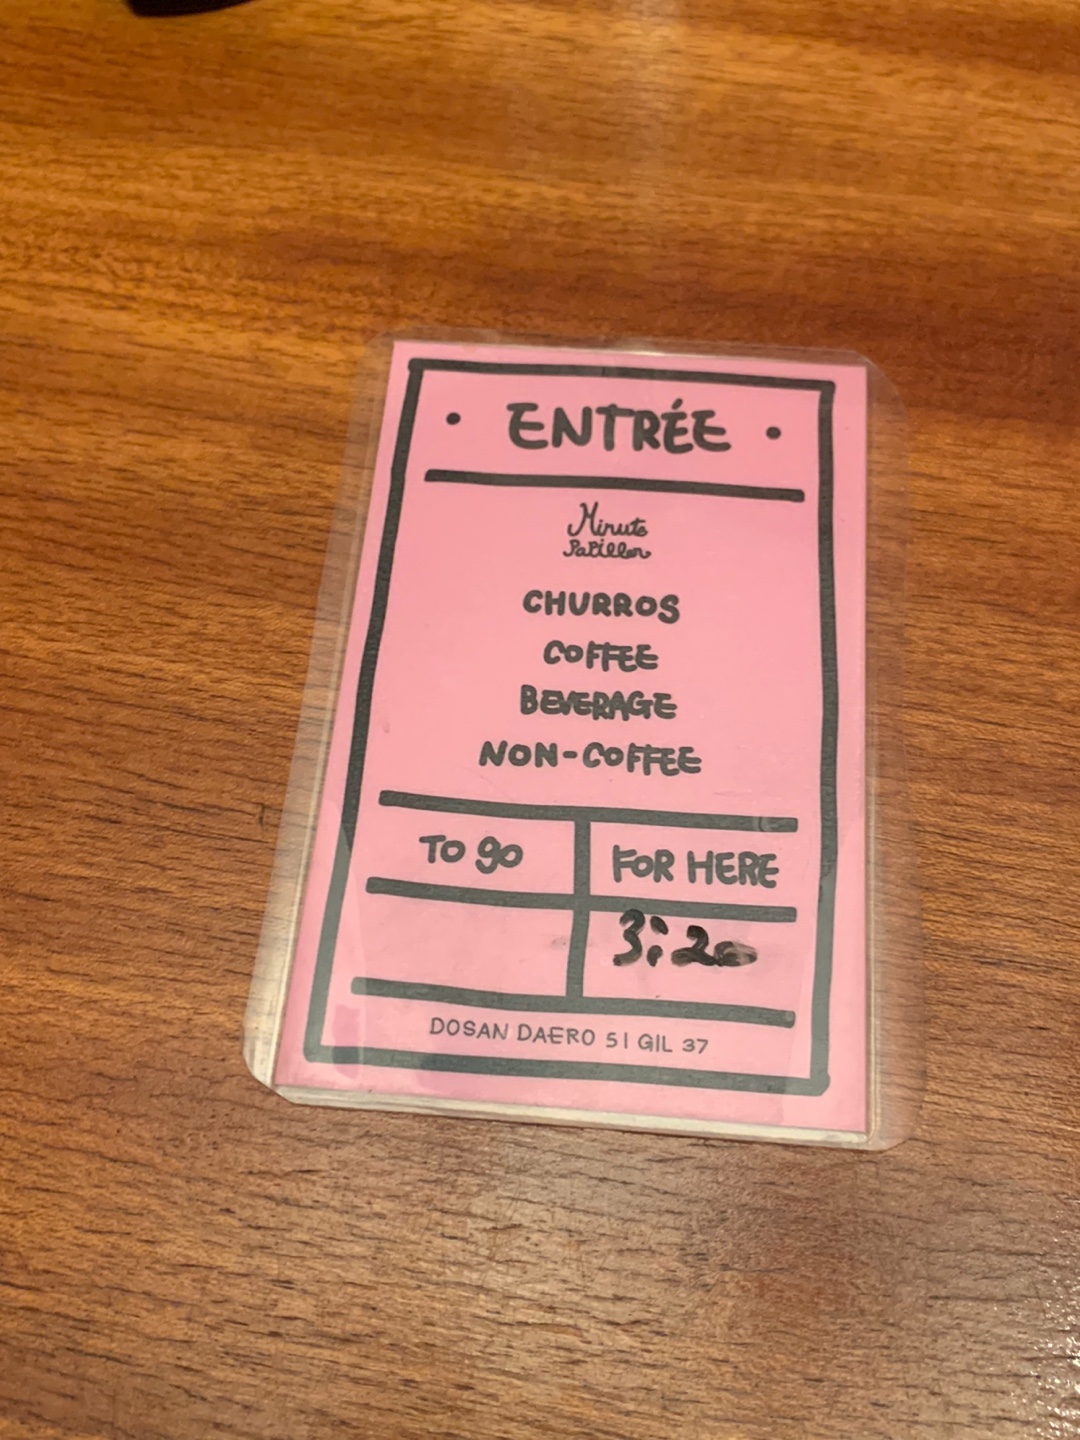 • ENTRÉE •
Minute
Papillon
CHURROS
COFFEE
BEVERAGE
NON-COFFEE
TO go
FOR HERE
3:20
DOSAN DAERO 51 GIL 37